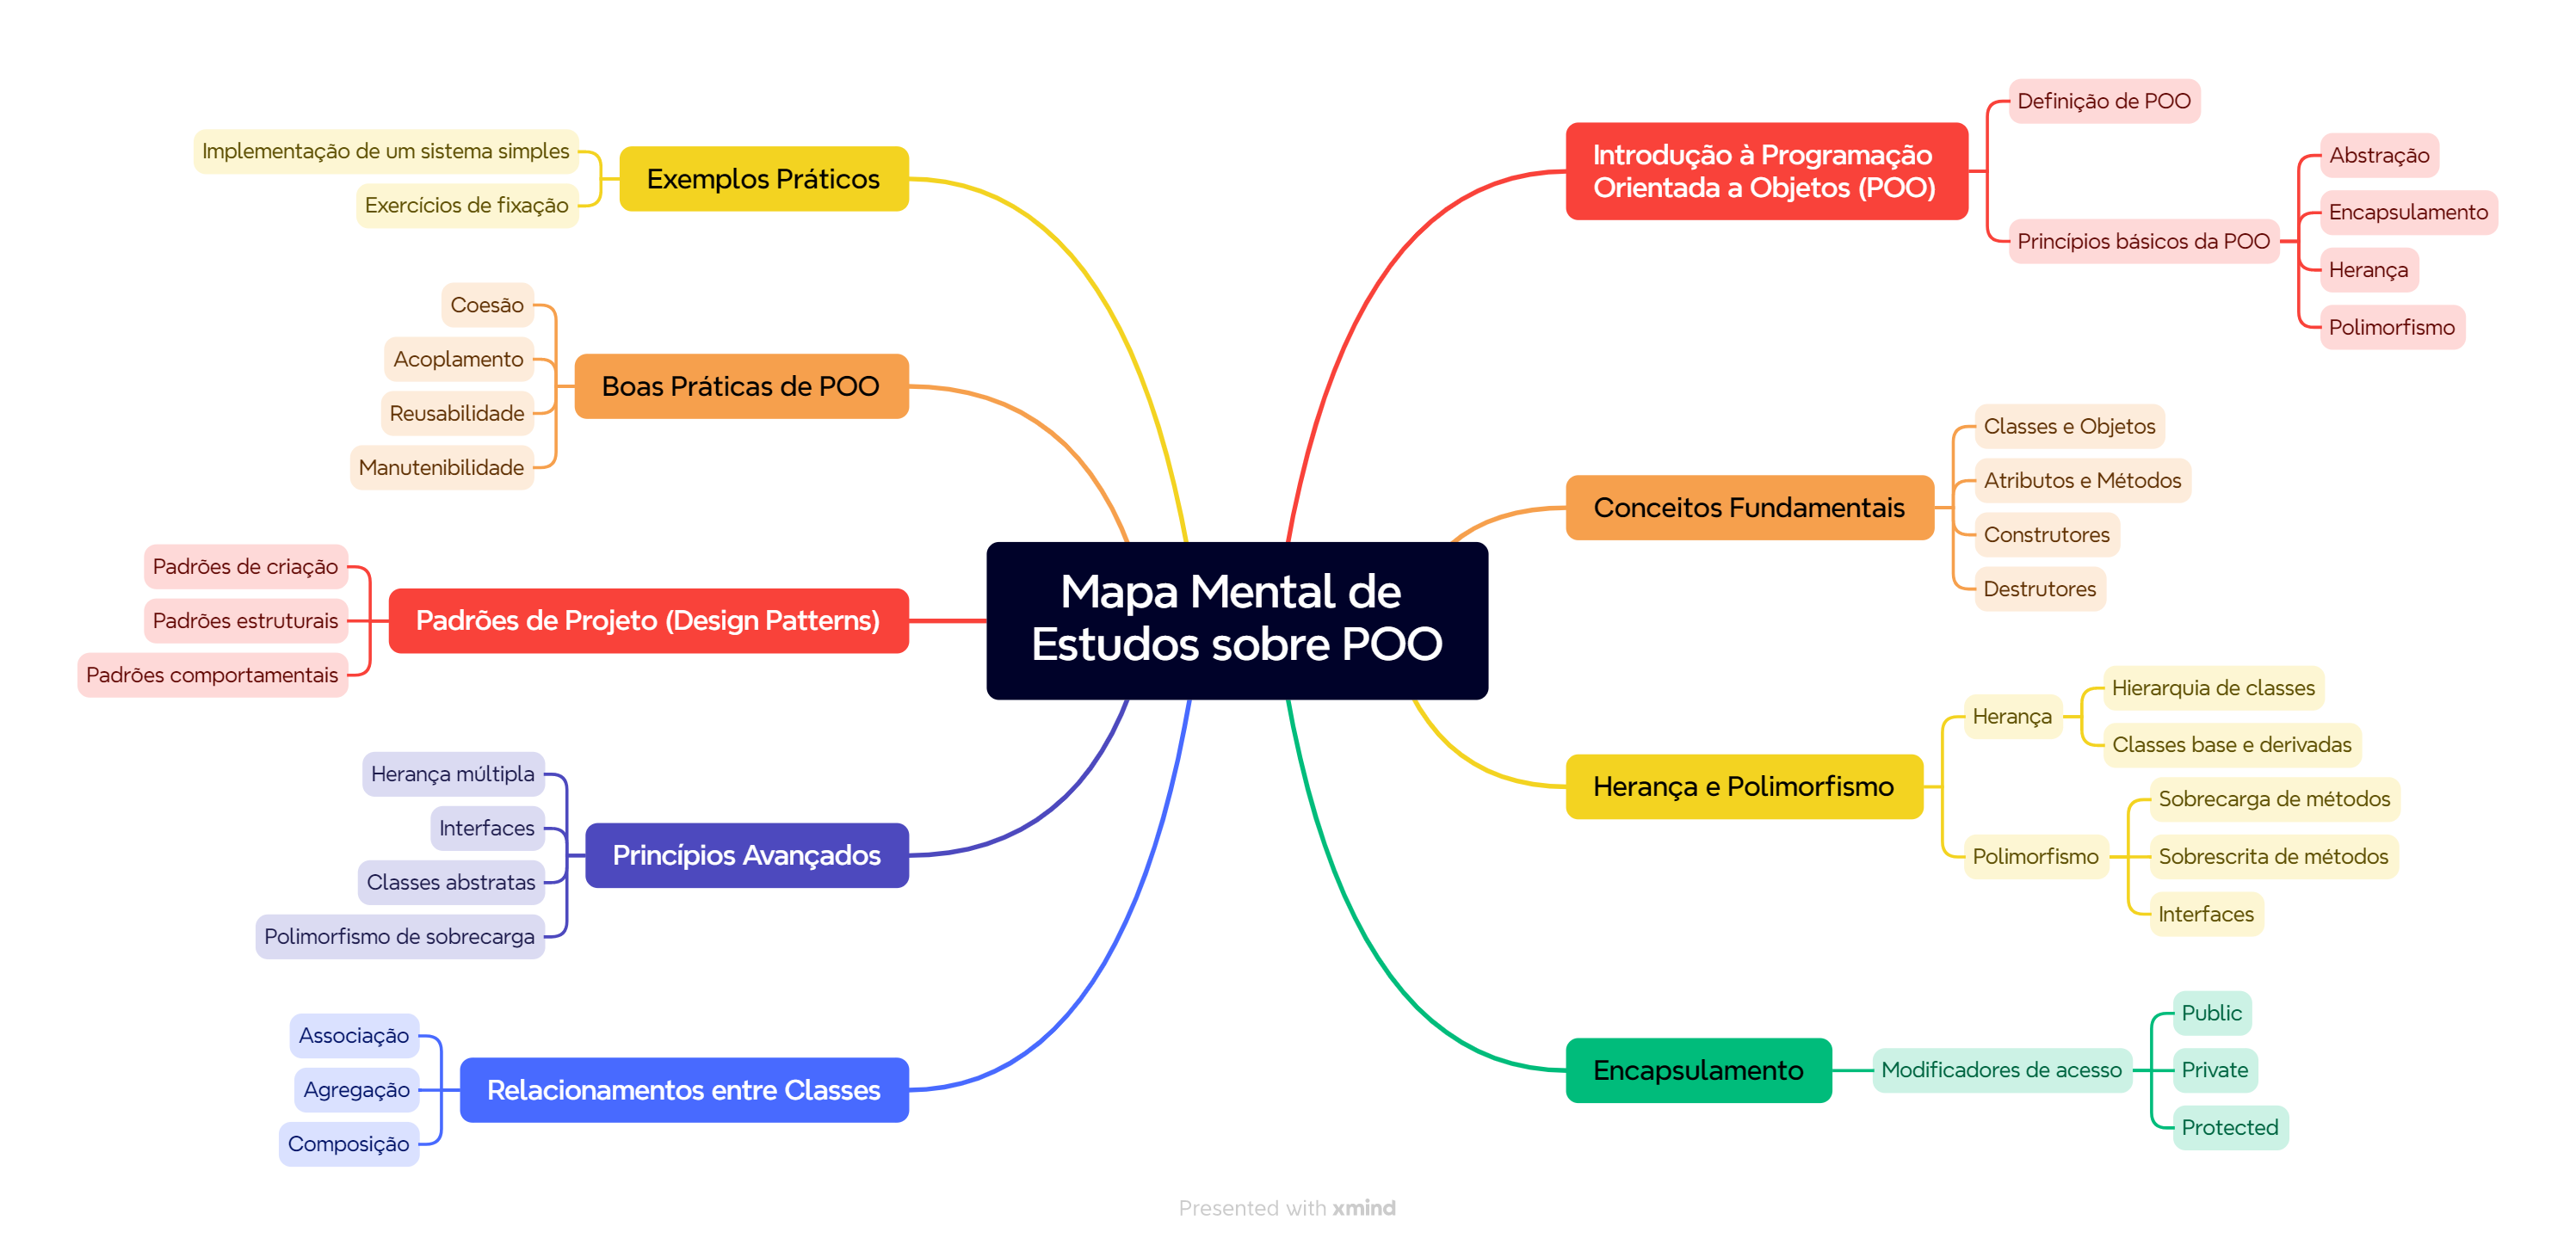 Mapa Mental de
Estudos sobre POO
Introdução à Programação
Orientada a Objetos (POO)
Definição de POO
Princípios básicos da POO
Abstração
Encapsulamento
Herança
Polimorfismo
Conceitos Fundamentais
Classes e Objetos
Atributos e Métodos
Construtores
Destrutores
Herança e Polimorfismo
Herança
Hierarquia de classes
Classes base e derivadas
Polimorfismo
Sobrecarga de métodos
Sobrescrita de métodos
Interfaces
Encapsulamento
Modificadores de acesso
Public
Private
Protected
Exemplos Práticos
Implementação de um sistema simples
Exercícios de fixação
Boas Práticas de POO
Coesão
Acoplamento
Reusabilidade
Manutenibilidade
Padrões de Projeto (Design Patterns)
Padrões de criação
Padrões estruturais
Padrões comportamentais
Princípios Avançados
Herança múltipla
Interfaces
Classes abstratas
Polimorfismo de sobrecarga
Relacionamentos entre Classes
Associação
Agregação
Composição
Presented with xmind